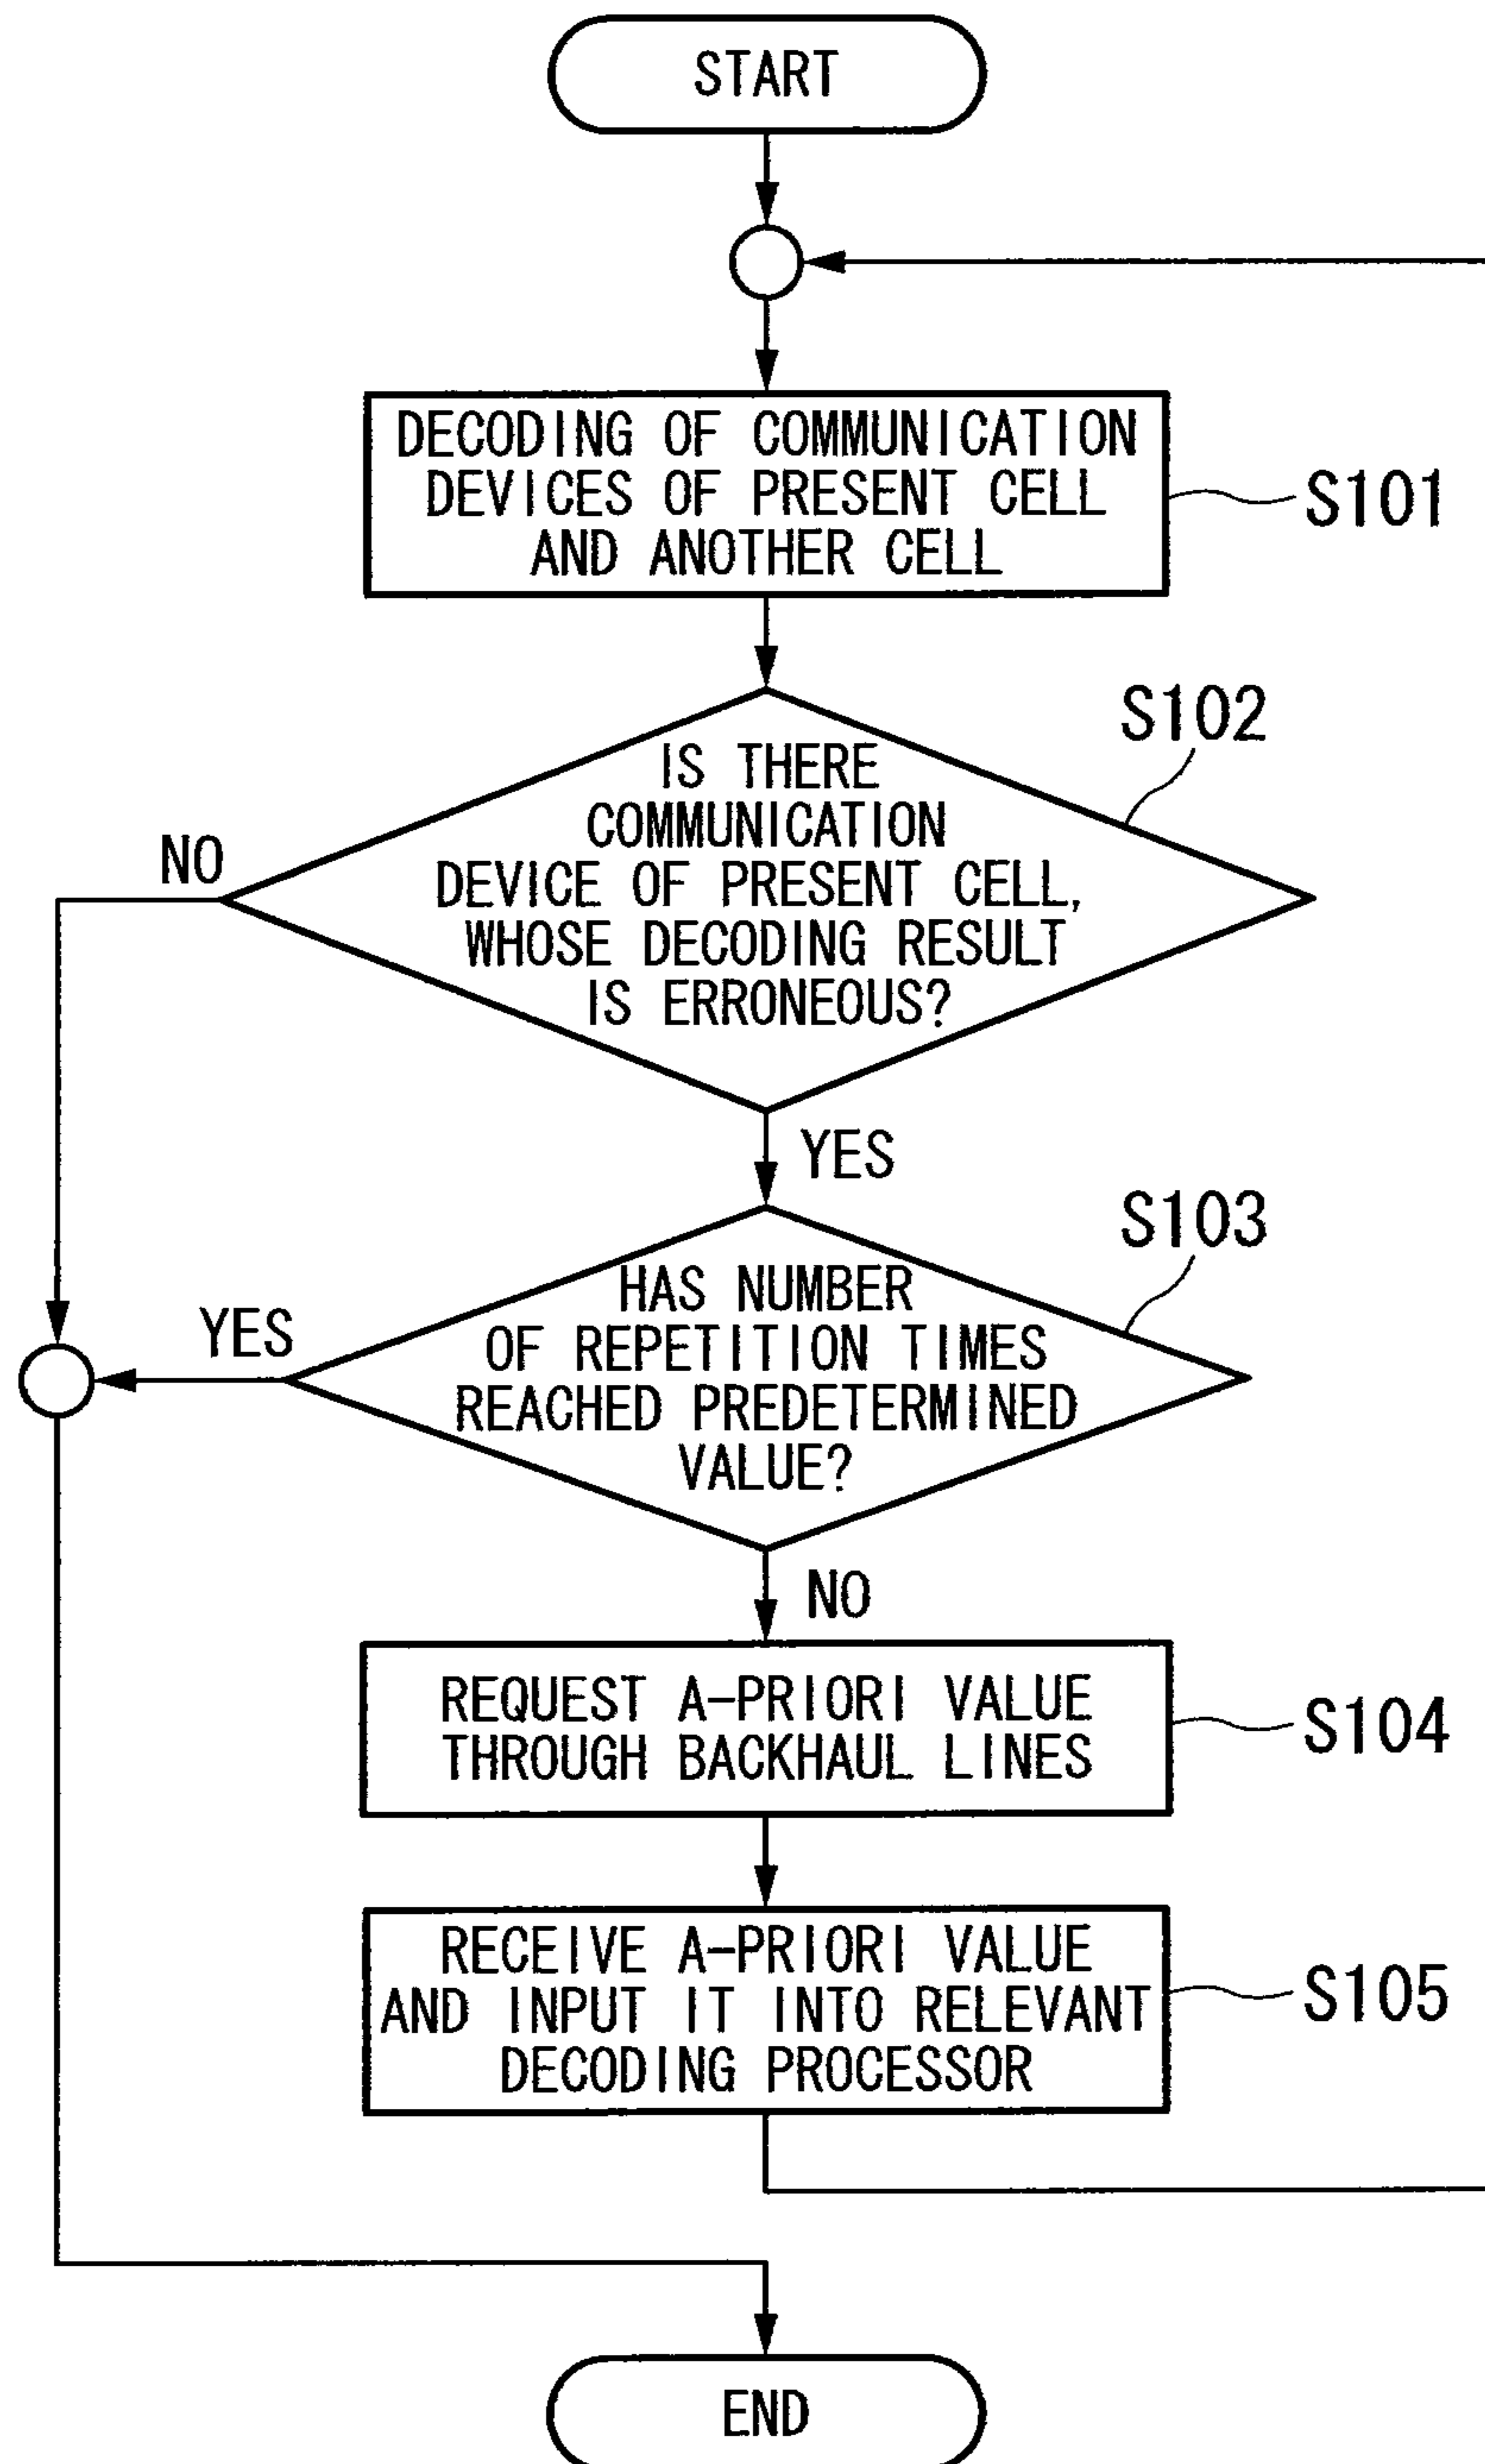 START
DECODING OF COMMUNICATION
DEVICES OF PRESENT CELL
AND ANOTHER CELL
S101
S102
IS THERE
COMMUNICATION
DEVICE OF PRESENT CELL,
WHOSE DECODING RESULT
IS ERRONEOUS?
NO
YES
S103
HAS NUMBER
OF REPETITION TIMES
REACHED PREDETERMINED
VALUE?
YES
NO
REQUEST A-PRIORI VALUE
THROUGH BACKHAUL LINES
S104
RECEIVE A-PRIORI VALUE
AND INPUT IT INTO RELEVANT
DECODING PROCESSOR
S105
END